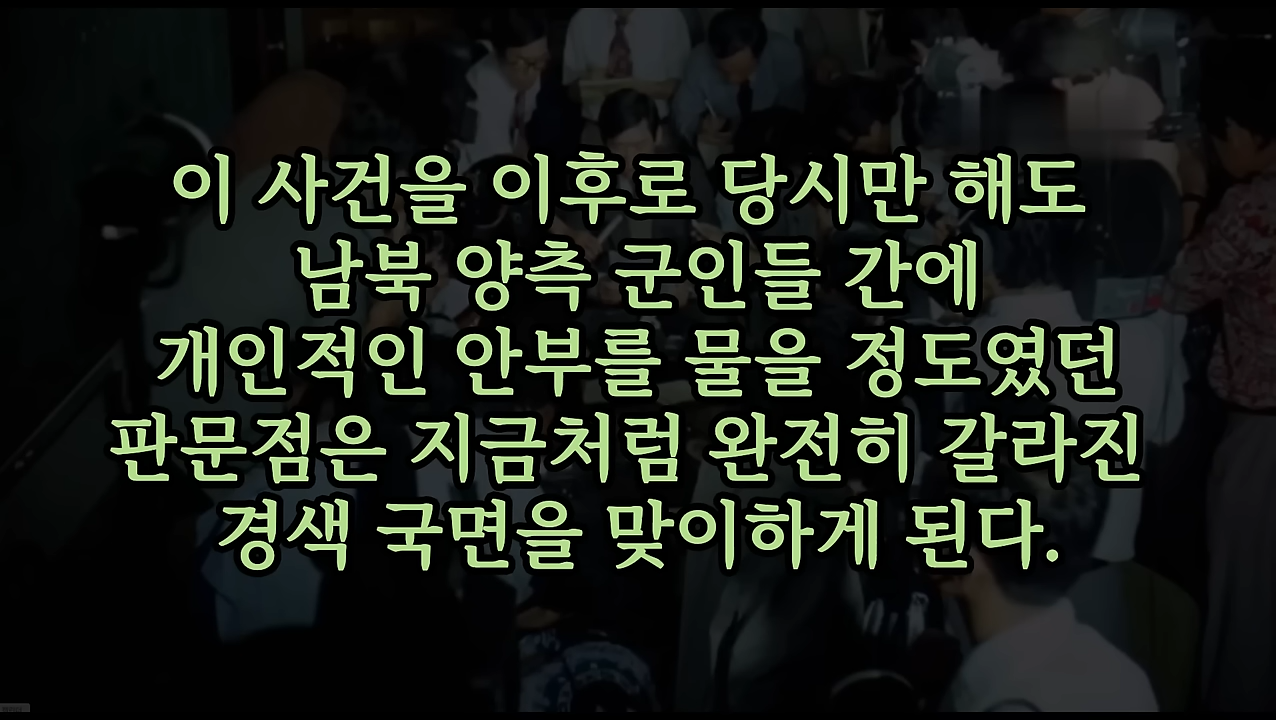 이 사건을 이후로 당시만 해도
남북 양측 군인들 간에
개인적인 안부를 물을 정도였던
판문점은 지금처럼 완전히 갈라진
경색 국면을 맞이하게 된다.